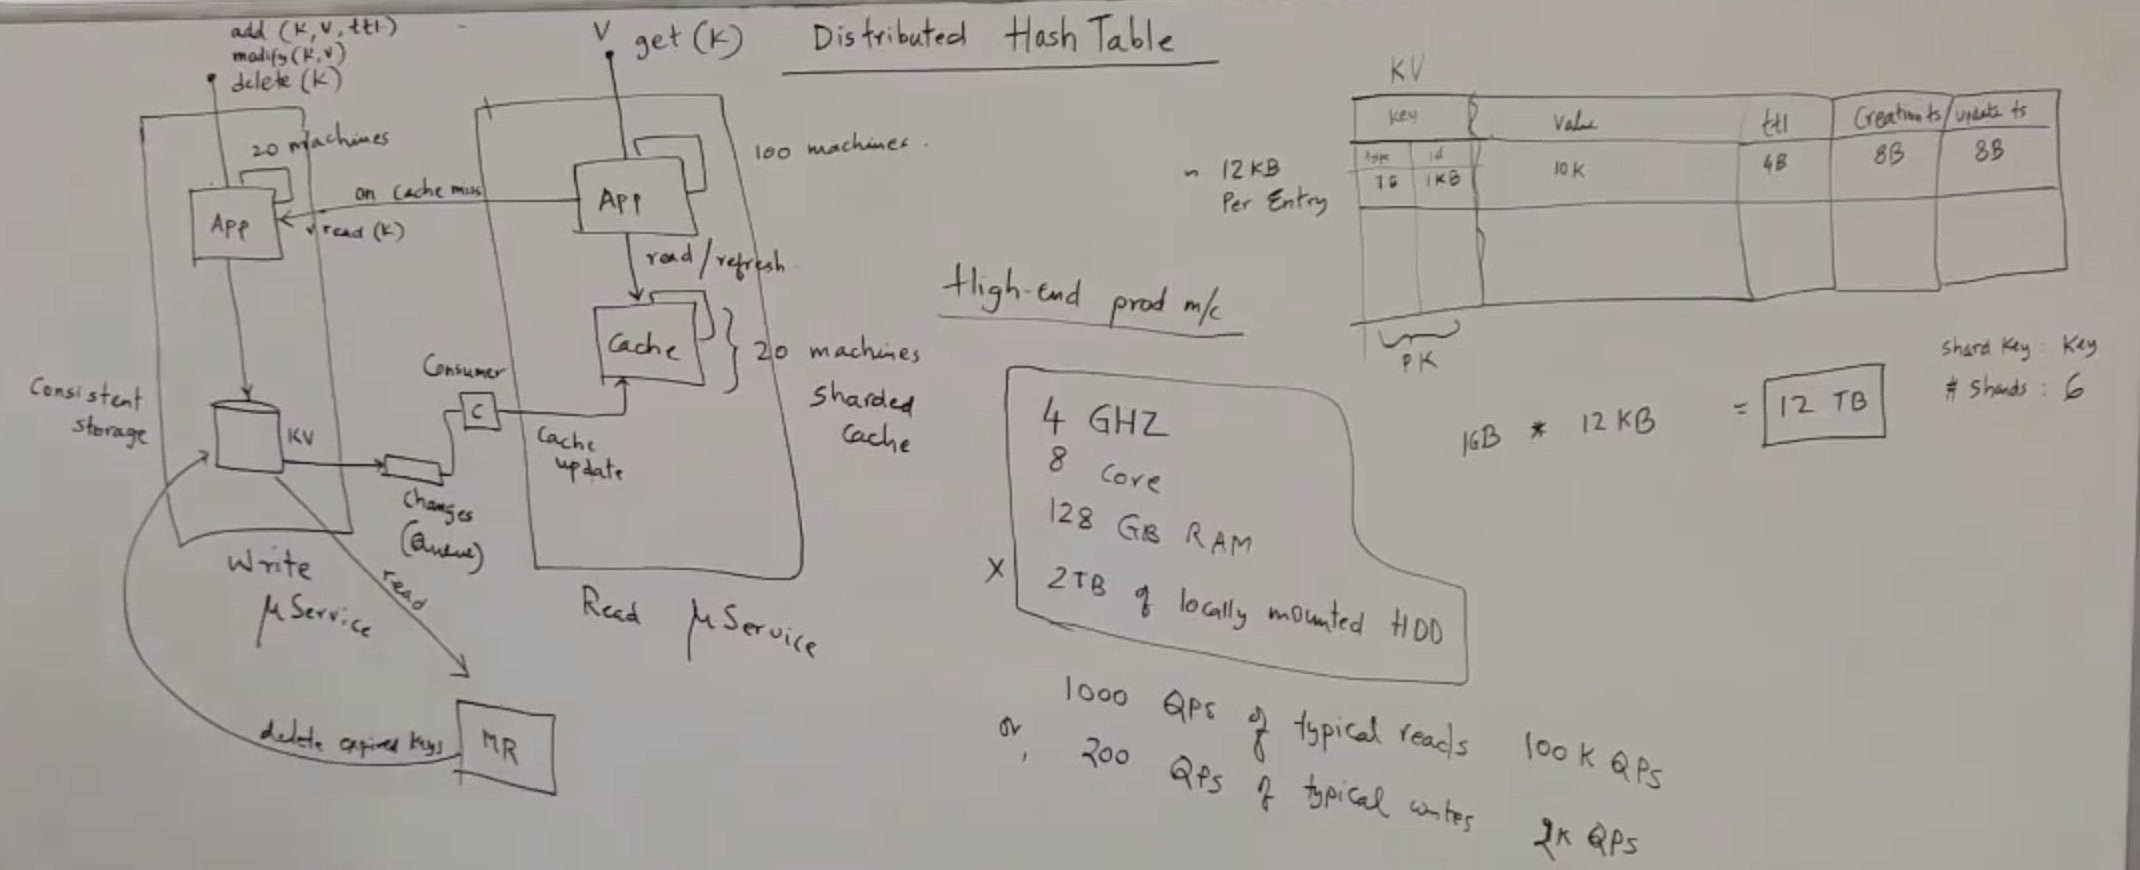 add (K, V, ttl)
modify (K, V)
delete (K)
20 machines
App
on Cache miss
read (K)
Consistent
storage
KV
Changes
(Queue)
Consumer
C
Cache
update
Write
μ Service
read
delete expired keys
MR
V get (K)
100 machines.
App
read/refresh
Cache
20 machines
Sharded
Cache
Read μ Service
Distributed Hash Table
High-end prod m/c
4 GHZ
8 Core
128 GB RAM
X 2TB of locally mounted HDD
1000 QPS of typical reads 100K QPS
or, 200 QPS of typical writes 2K QPS
KV
Key Value ttl Creation ts/ update ts
type id
1KB 10K 4B 8B 8B
~ 12 KB
Per Entry
PK
* 12 KB = 12 TB
Shard Key: Key
# Shards: 6